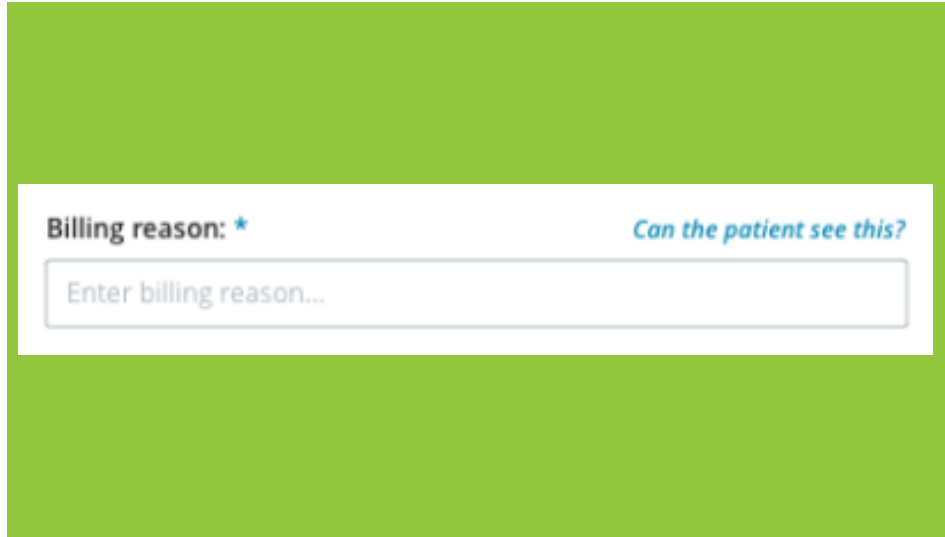 Billing reason: * Can the patient see this?
Enter billing reason...